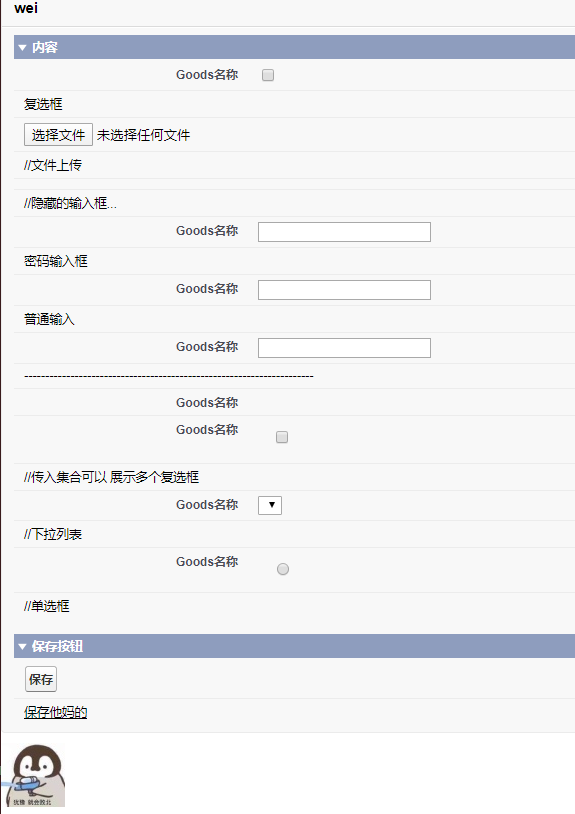 wei
内容
Goods名称
复选框
选择文件 未选择任何文件
//文件上传
//隐藏的输入框...
Goods名称
密码输入框
Goods名称
普通输入
Goods名称
---------------------------------------------------------------------
Goods名称
Goods名称
//传入集合可以 展示多个复选框
Goods名称
//下拉列表
Goods名称
//单选框
保存按钮
保存
保存他妈的
犹豫 就会败北